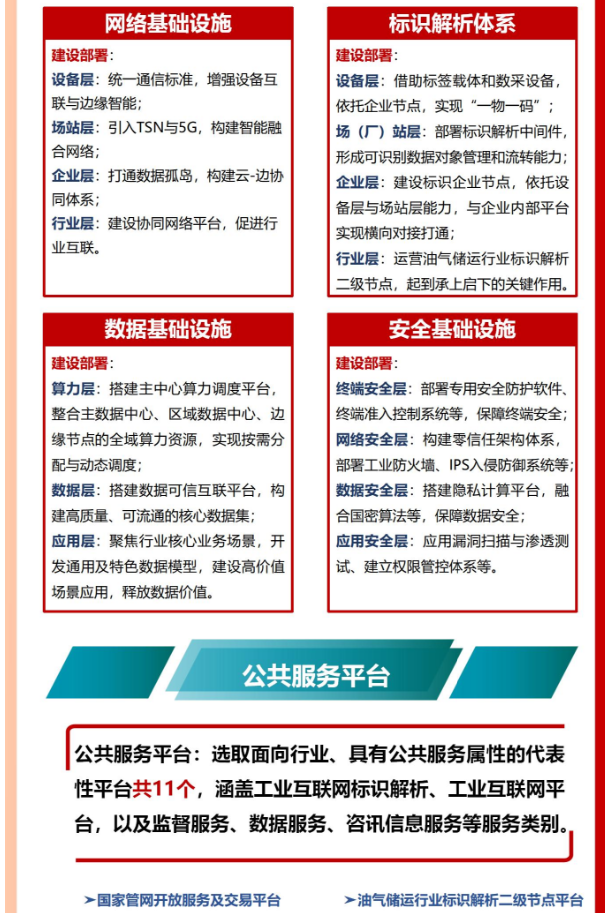 网络基础设施
建设部署：
设备层：统一通信标准，增强设备互
联与边缘智能；
场站层：引入TSN与5G，构建智能融
合网络；
企业层：打通数据孤岛，构建云-边协
同体系；
行业层：建设协同网络平台，促进行
业互联。
标识解析体系
建设部署：
设备层：借助标签载体和数采设备，
依托企业节点，实现“一物一码”；
场（厂）站层：部署标识解析中间件，
形成可识别数据对象管理和流转能力；
企业层：建设标识企业节点，依托设
备层与场站层能力，与企业内部平台
实现横向对接打通；
行业层：运营油气储运行业标识解析
二级节点，起到承上启下的关键作用。
数据基础设施
建设部署：
算力层：搭建主中心算力调度平台，
整合主数据中心、区域数据中心、边
缘节点的全域算力资源，实现按需分
配与动态调度；
数据层：搭建数据可信互联平台，构
建高质量、可流通的核心数据集；
应用层：聚焦行业核心业务场景，开
发通用及特色数据模型，建设高价值
场景应用，释放数据价值。
安全基础设施
建设部署：
终端安全层：部署专用安全防护软件、
终端准入控制系统等，保障终端安全；
网络安全层：构建零信任架构体系，
部署工业防火墙、IPS入侵防御系统等；
数据安全层：搭建隐私计算平台，融
合国密算法等，保障数据安全；
应用安全层：应用漏洞扫描与渗透测
试、建立权限管控体系等。
公共服务平台
公共服务平台：选取面向行业、具有公共服务属性的代表
性平台共11个，涵盖工业互联网标识解析、工业互联网平
台，以及监督服务、数据服务、咨讯信息服务等服务类别。
➤国家管网开放服务及交易平台
➤油气储运行业标识解析二级节点平台